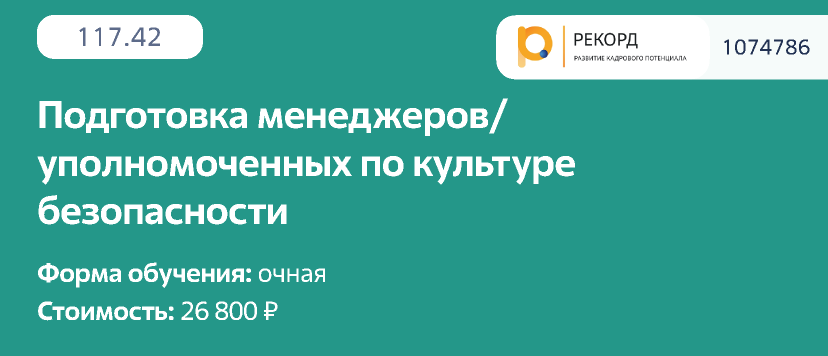 117.42
РЕКОРД
РАЗВИТИЕ КАДРОВОГО ПОТЕНЦИАЛА
1074786
Подготовка менеджеров/
уполномоченных по культуре
безопасности
Форма обучения: очная
Стоимость: 26 800 ₽